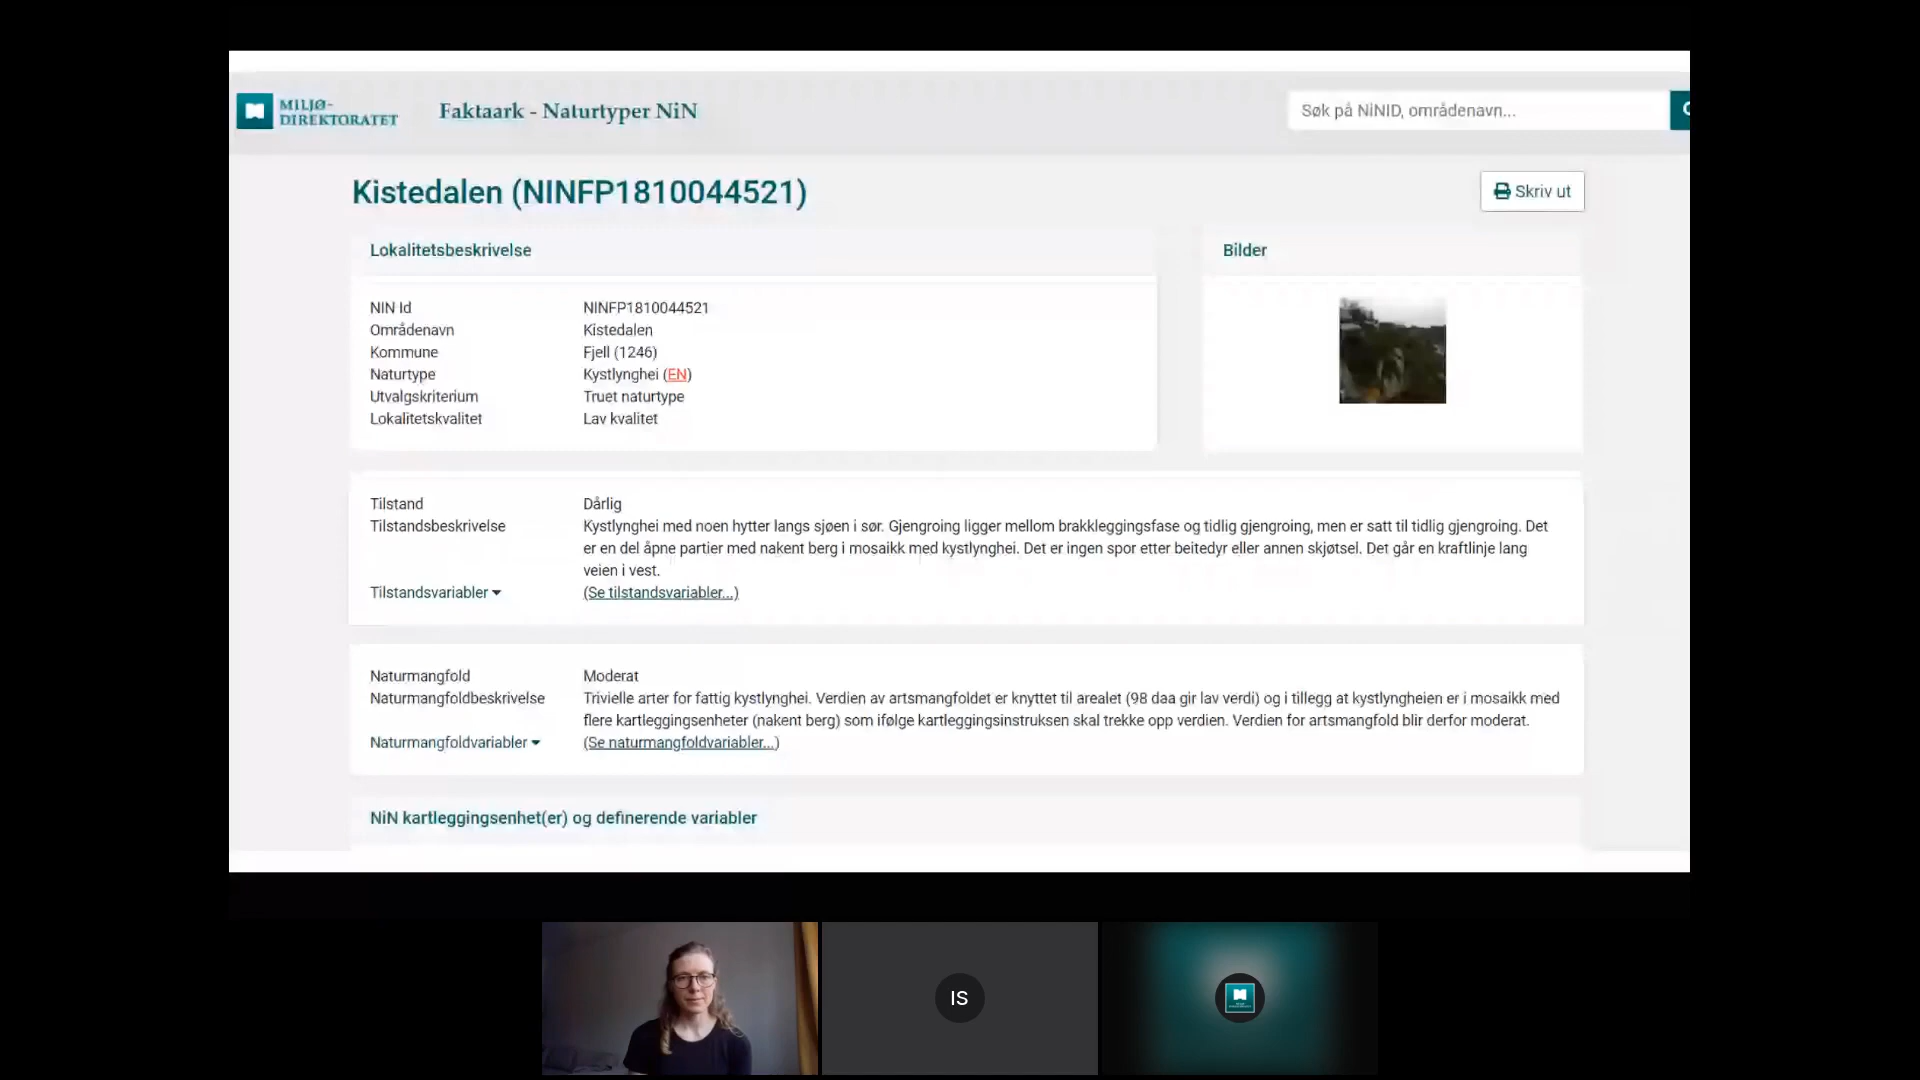 MILJØ-
DIREKTORATET
Faktaark - Naturtyper NiN
Søk på NiNID, områdenavn...
Kistedalen (NINFP1810044521)
Skriv ut
Lokalitetsbeskrivelse
Bilder
NIN Id NINFP1810044521
Områdenavn Kistedalen
Kommune Fjell (1246)
Naturtype Kystlynghei (EN)
Utvalgskriterium Truet naturtype
Lokalitetskvalitet Lav kvalitet
Tilstand Dårlig
Tilstandsbeskrivelse Kystlynghei med noen hytter langs sjøen i sør. Gjengroing ligger mellom brakkleggingsfase og tidlig gjengroing, men er satt til tidlig gjengroing. Det
er en del åpne partier med nakent berg i mosaikk med kystlynghei. Det er ingen spor etter beitedyr eller annen skjøtsel. Det går en kraftlinje lang
veien i vest.
Tilstandsvariabler (Se tilstandsvariabler...)
Naturmangfold Moderat
Naturmangfoldbeskrivelse Trivielle arter for fattig kystlynghei. Verdien av artsmangfoldet er knyttet til arealet (98 daa gir lav verdi) og i tillegg at kystlyngheien er i mosaikk med
flere kartleggingsenheter (nakent berg) som ifølge kartleggingsinstruksen skal trekke opp verdien. Verdien for artsmangfold blir derfor moderat.
Naturmangfoldvariabler (Se naturmangfoldvariabler...)
NiN kartleggingsenhet(er) og definerende variabler
IS